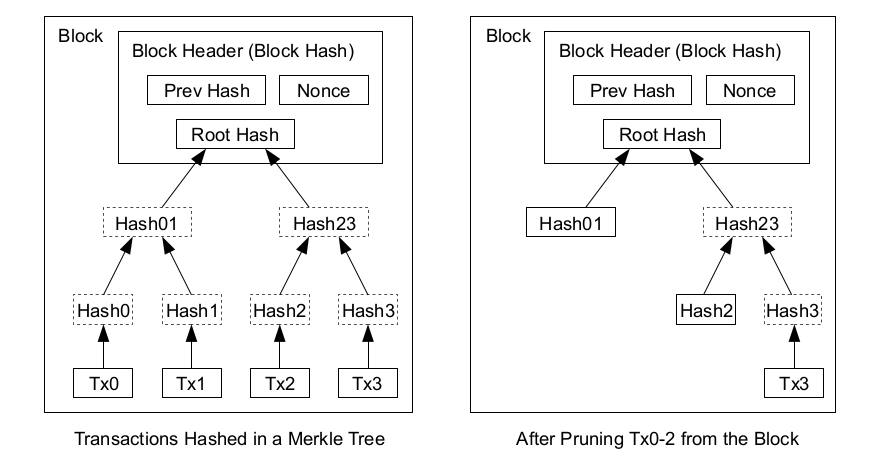 Block
Block Header (Block Hash)
Prev Hash
Nonce
Root Hash
Hash01
Hash23
Hash0
Hash1
Hash2
Hash3
Tx0
Tx1
Tx2
Tx3
Transactions Hashed in a Merkle Tree
Block
Block Header (Block Hash)
Prev Hash
Nonce
Root Hash
Hash01
Hash23
Hash2
Hash3
Tx3
After Pruning Tx0-2 from the Block